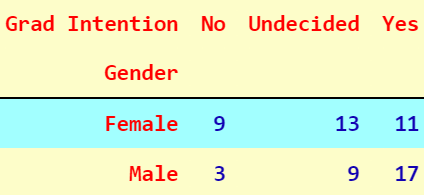 Grad Intention No Undecided Yes
Gender
Female 9 13 11
Male 3 9 17